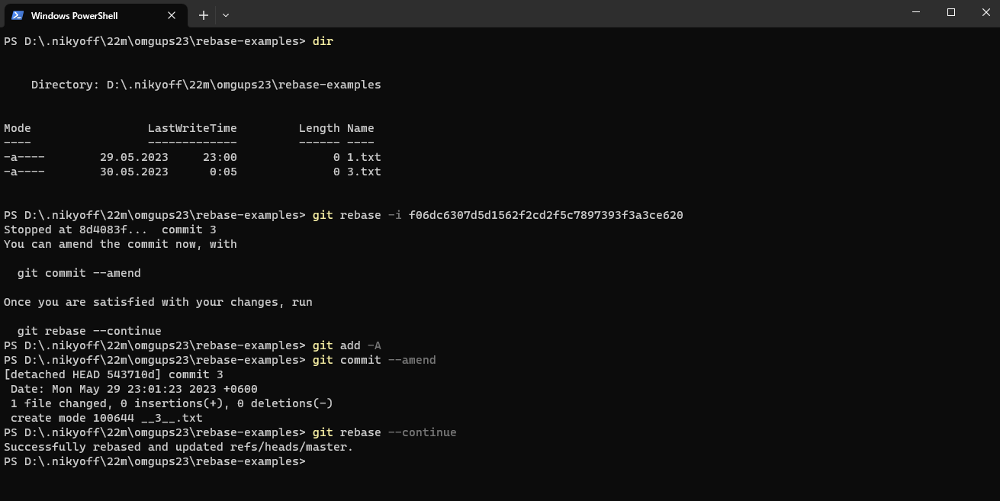 Windows PowerShell
PS D:\.nikyoff\22m\omgups23\rebase-examples> dir
Directory: D:\.nikyoff\22m\omgups23\rebase-examples
Mode LastWriteTime Length Name
---- ------------- ------ ----
-a---- 29.05.2023 23:00 0 1.txt
-a---- 30.05.2023 0:05 0 3.txt
PS D:\.nikyoff\22m\omgups23\rebase-examples> git rebase -i f06dc6307d5d1562f2cd2f5c7897393f3a3ce620
Stopped at 8d4083f... commit 3
You can amend the commit now, with
git commit --amend
Once you are satisfied with your changes, run
git rebase --continue
PS D:\.nikyoff\22m\omgups23\rebase-examples> git add -A
PS D:\.nikyoff\22m\omgups23\rebase-examples> git commit --amend
[detached HEAD 543710d] commit 3
Date: Mon May 29 23:01:23 2023 +0600
1 file changed, 0 insertions(+), 0 deletions(-)
create mode 100644 __3__.txt
PS D:\.nikyoff\22m\omgups23\rebase-examples> git rebase --continue
Successfully rebased and updated refs/heads/master.
PS D:\.nikyoff\22m\omgups23\rebase-examples>